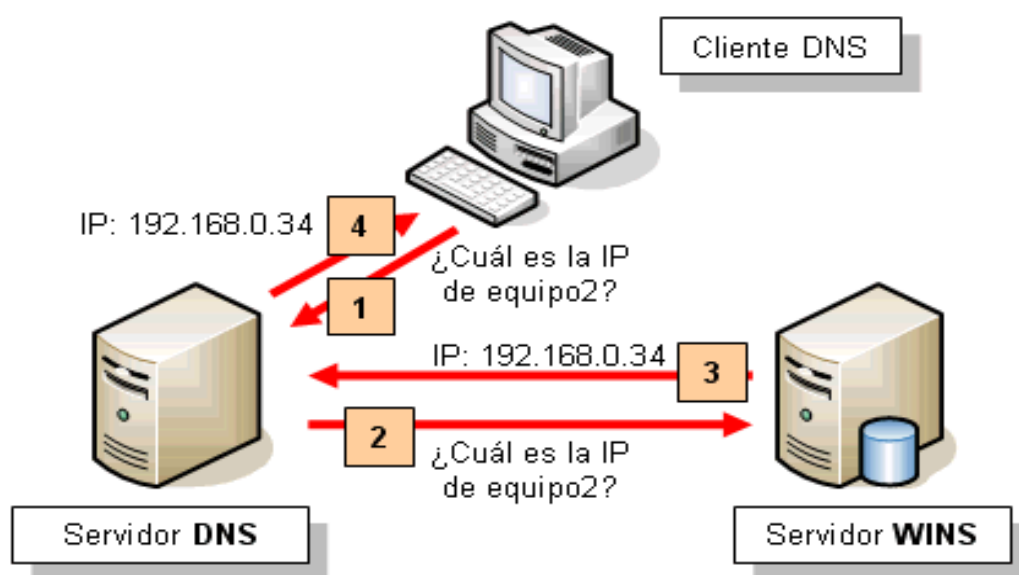 Cliente DNS
IP: 192.168.0.34
4
¿Cuál es la IP
de equipo2?
1
IP: 192.168.0.34
3
2
¿Cuál es la IP
de equipo2?
Servidor DNS
Servidor WINS